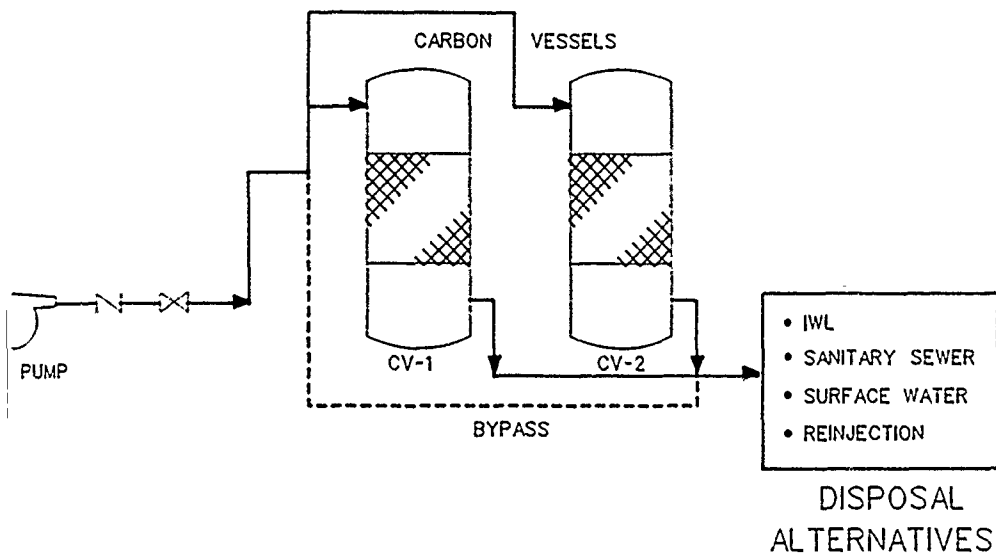 CARBON VESSELS
PUMP
CV-1
CV-2
BYPASS
• IWL
• SANITARY SEWER
• SURFACE WATER
• REINJECTION
DISPOSAL
ALTERNATIVES